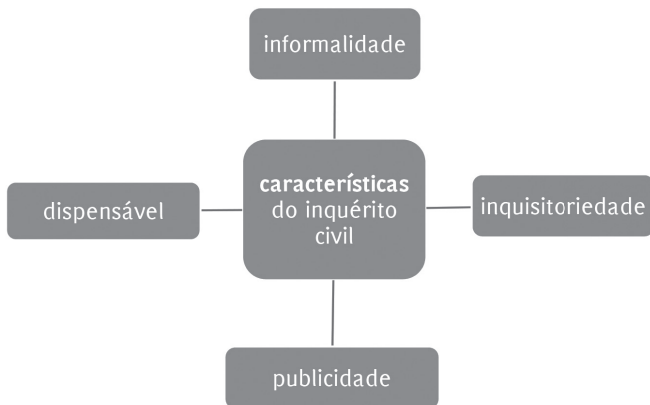 informalidade
dispensável
características
do inquérito
civil
inquisitoriedade
publicidade